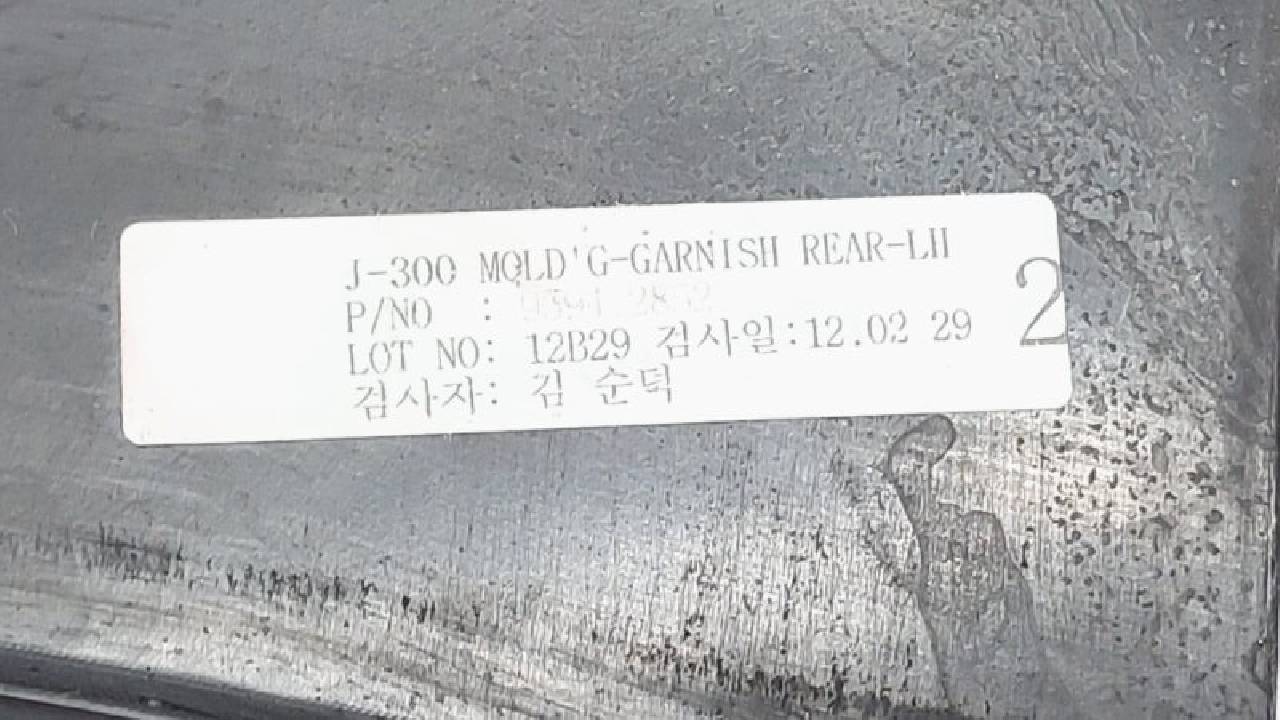 J-300 MOLD'G-GARNISH REAR-LH
P/NO :
LOT NO: 12B29 검사일:12.02 29
검사자: 김 순덕
2